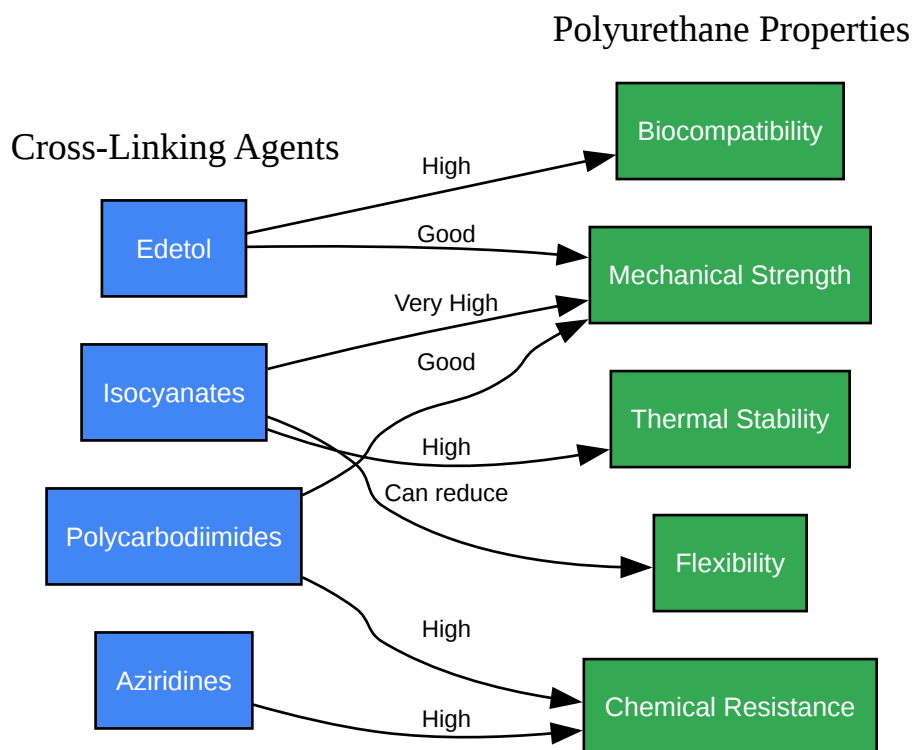 Polyurethane Properties
Cross-Linking Agents
Biocompatibility
High
Edetol
Good
Mechanical Strength
Very High
Isocyanates
Good
Thermal Stability
High
Can reduce
Polycarbodiimides
Flexibility
High
Aziridines
High
Chemical Resistance